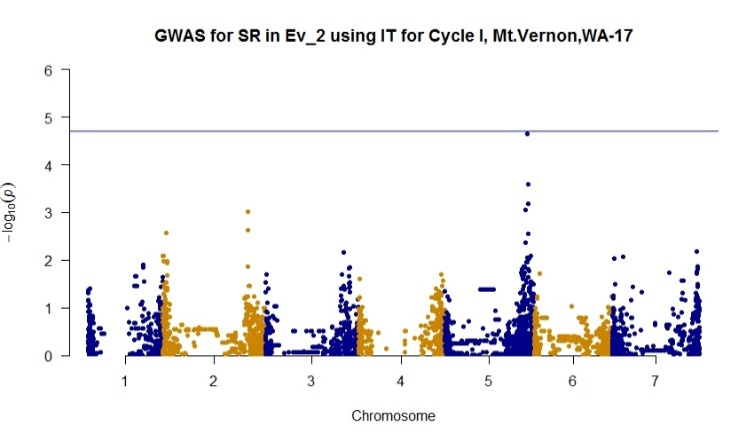 GWAS for SR in Ev_2 using IT for Cycle I, Mt.Vernon,WA-17
6
5
4
3
2
1
0
−log10(p)
1 2 3 4 5 6 7
Chromosome